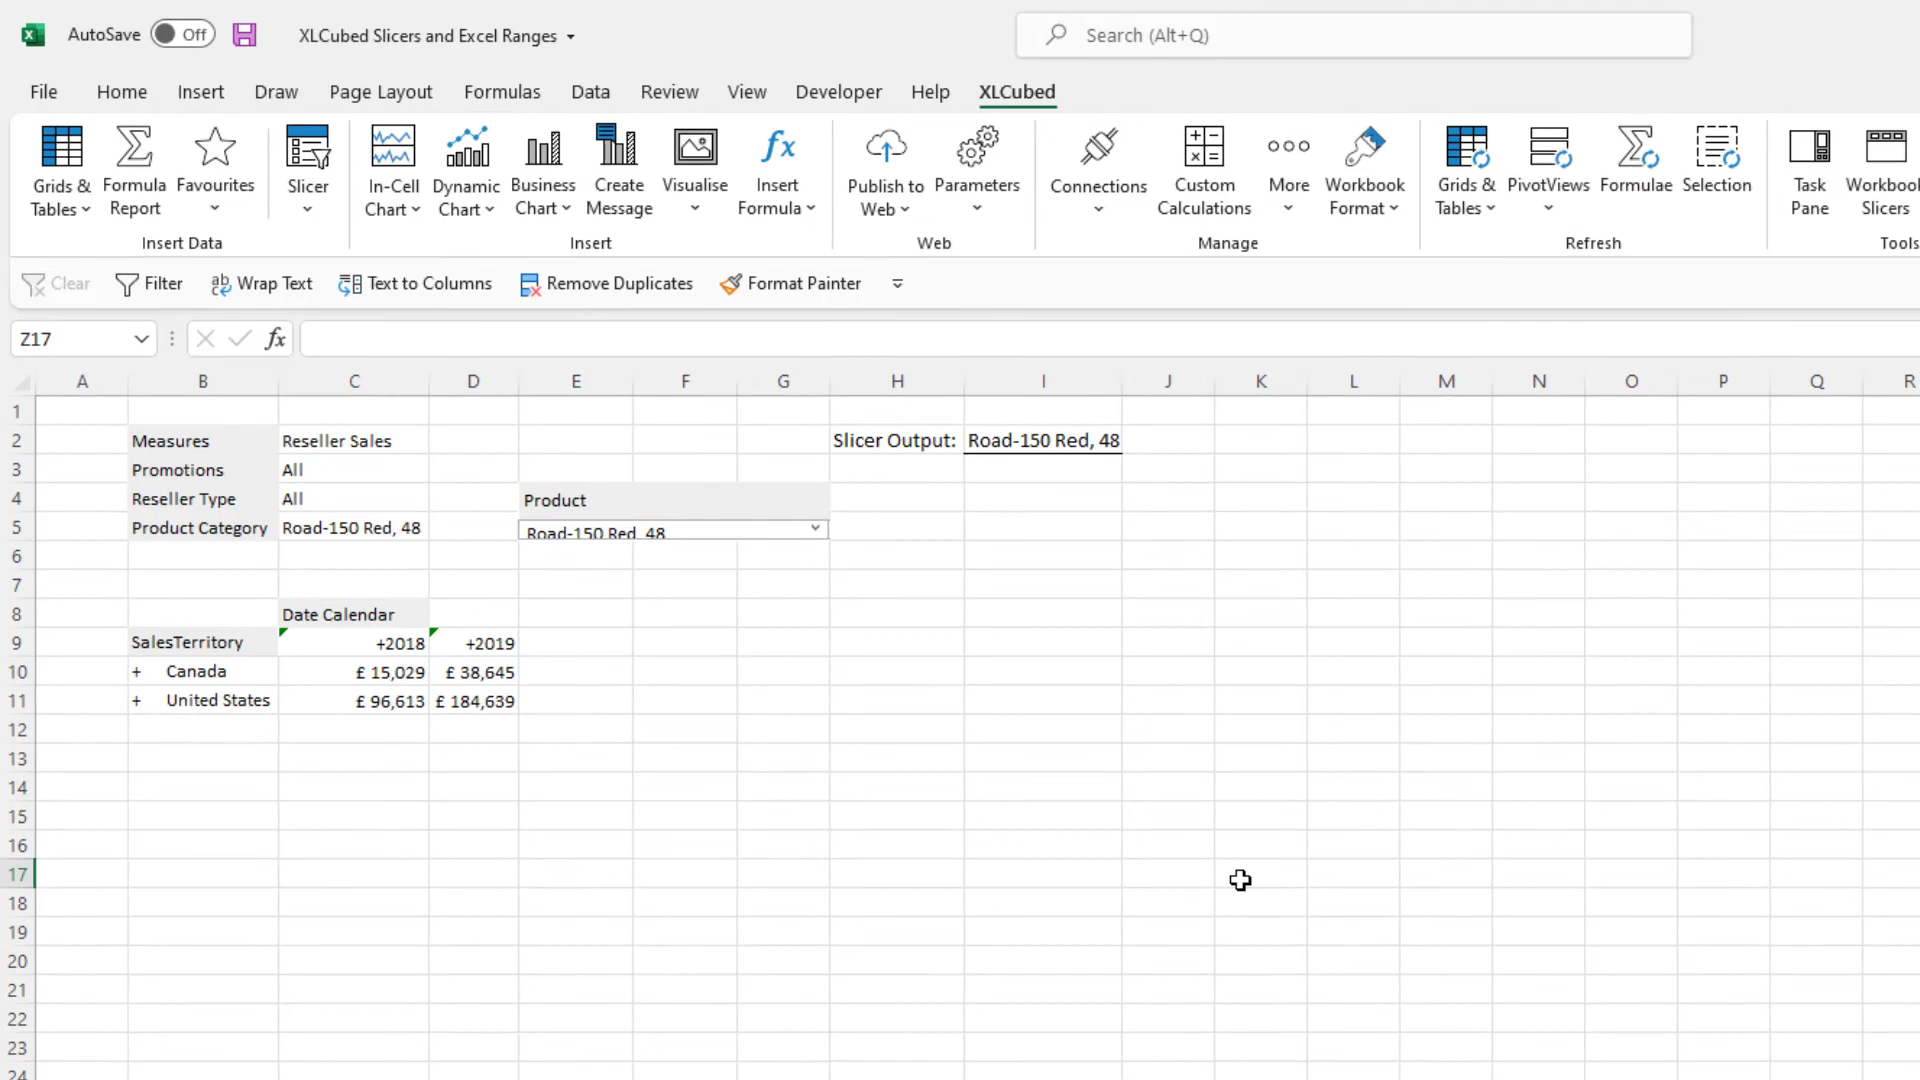 AutoSave Off XLCubed Slicers and Excel Ranges Search (Alt+Q)
File Home Insert Draw Page Layout Formulas Data Review View Developer Help XLCubed
Grids & Tables Formula Report Favourites Slicer In-Cell Chart Dynamic Chart Business Chart Create Message Visualise Insert Formula Publish to Web Parameters Connections Custom Calculations More Workbook Format Grids & Tables PivotViews Formulae Selection Task Pane Workbook Slicers
Insert Data Insert Web Manage Refresh Tools
Clear Filter Wrap Text Text to Columns Remove Duplicates Format Painter
Z17 fx
A B C D E F G H I J K L M N O P Q R
1
2 Measures Reseller Sales Slicer Output: Road-150 Red, 48
3 Promotions All
4 Reseller Type All Product
5 Product Category Road-150 Red, 48 Road-150 Red, 48
6
7
8 Date Calendar
9 SalesTerritory +2018 +2019
10 + Canada £ 15,029 £ 38,645
11 + United States £ 96,613 £ 184,639
12
13
14
15
16
17
18
19
20
21
22
23
24